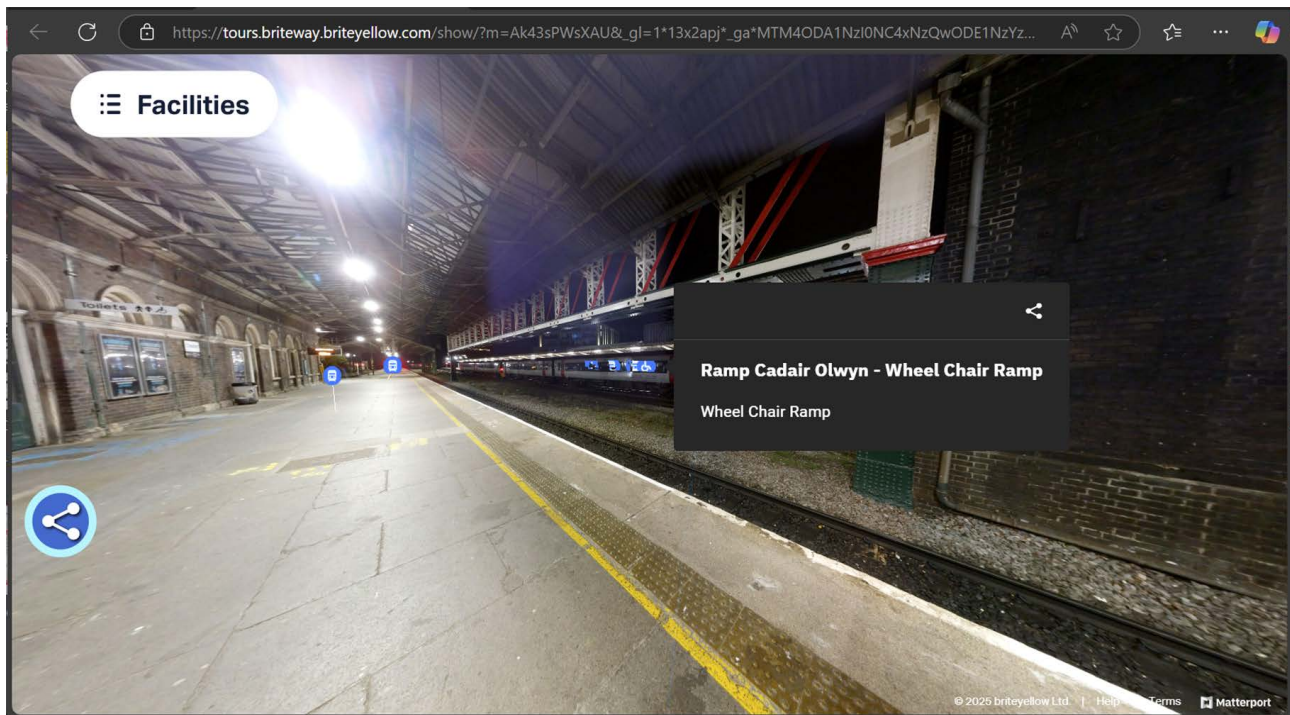 https://tours.briteway.briteyellow.com/show/?m=Ak43sPWsXAU&_gl=1*13x2apj*_ga*MTM4ODA1NzI0NC4xNzQwODE1NzYz...
Facilities
Toilets
Ramp Cadair Olwyn - Wheel Chair Ramp
Wheel Chair Ramp
© 2025 briteyellow Ltd. | Help Terms Matterport